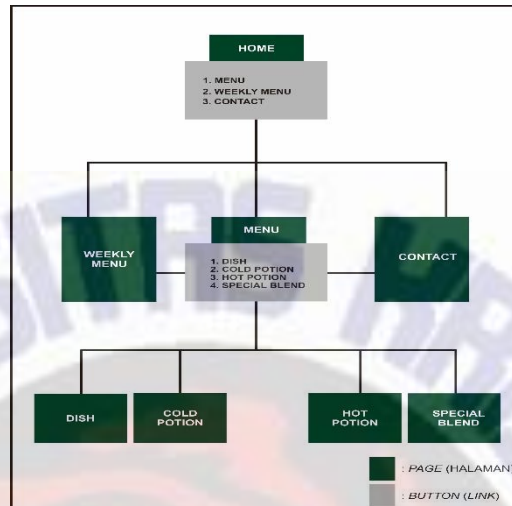 HOME
1. MENU
2. WEEKLY MENU
3. CONTACT
WEEKLY
MENU
MENU
1. DISH
2. COLD POTION
3. HOT POTION
4. SPECIAL BLEND
CONTACT
DISH
COLD
POTION
HOT
POTION
SPECIAL
BLEND
: PAGE (HALAMAN)
: BUTTON (LINK)